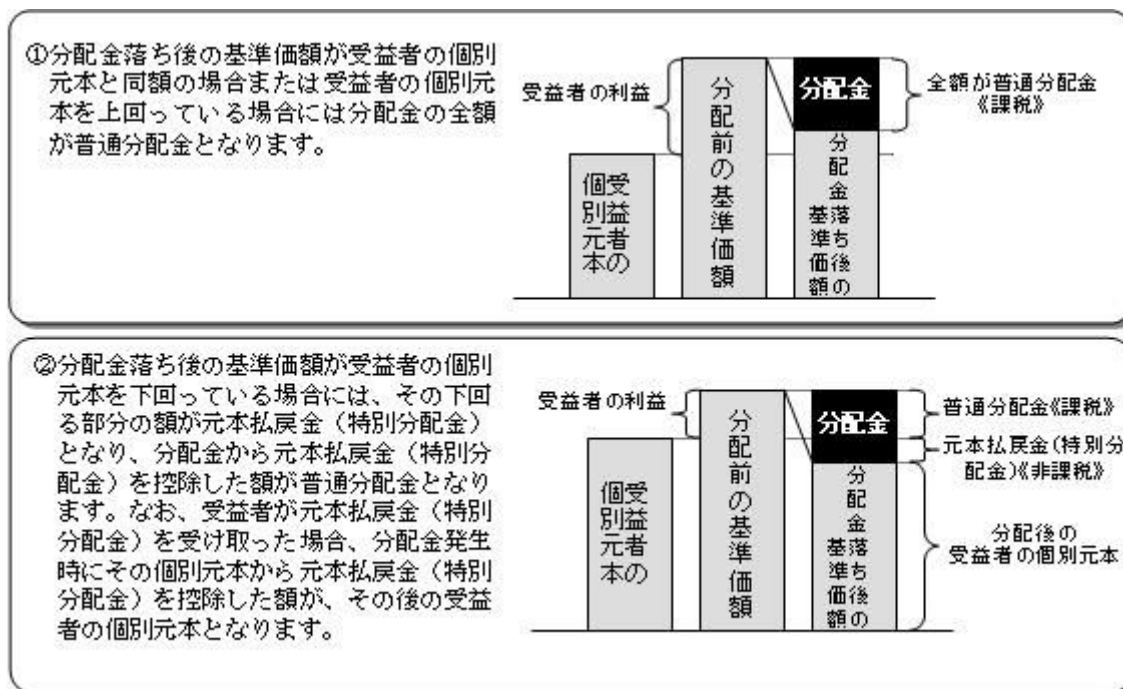 ①分配金落ち後の基準価額が受益者の個別
元本と同額の場合または受益者の個別元
本を上回っている場合には分配金の全額
が普通分配金となります。
受益者の利益
受益者の
個別元本
分配前の基準価額
分配金
分配金落ち後の
基準価額
全額が普通分配金
《課税》
②分配金落ち後の基準価額が受益者の個別
元本を下回っている場合には、その下回
る部分の額が元本払戻金（特別分配金）
となり、分配金から元本払戻金（特別分
配金）を控除した額が普通分配金となり
ます。なお、受益者が元本払戻金（特別
分配金）を受け取った場合、分配金発生
時にその個別元本から元本払戻金（特別
分配金）を控除した額が、その後の受益
者の個別元本となります。
受益者の利益
受益者の
個別元本
分配前の基準価額
分配金
分配金落ち後の
基準価額
普通分配金《課税》
元本払戻金(特別分
配金)《非課税》
分配後の
受益者の個別元本